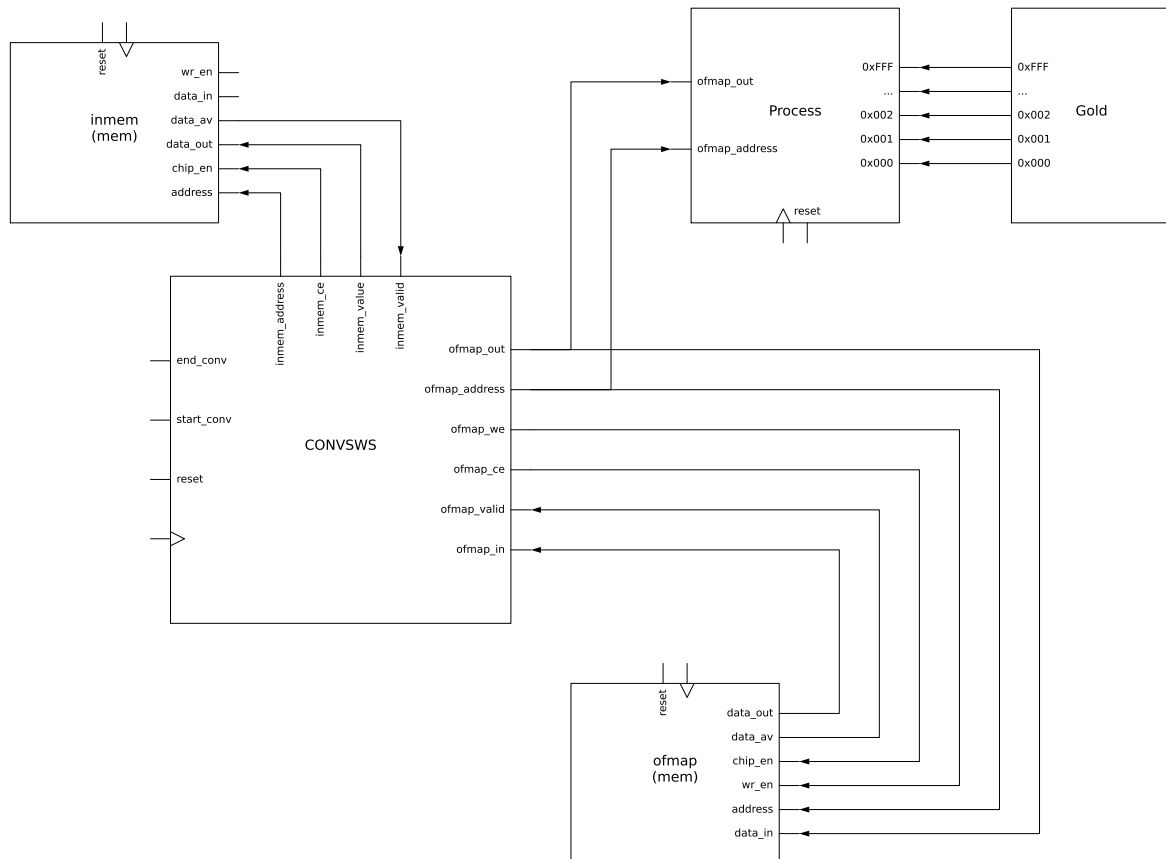 reset
wr_en
data_in
data_av
data_out
chip_en
address
inmem
(mem)
ofmap_out
ofmap_address
Process
0xFFF
...
0x002
0x001
0x000
reset
0xFFF
...
0x002
0x001
0x000
Gold
inmem_address
inmem_ce
inmem_value
inmem_valid
end_conv
start_conv
reset
CONVSWS
ofmap_out
ofmap_address
ofmap_we
ofmap_ce
ofmap_valid
ofmap_in
reset
ofmap
(mem)
data_out
data_av
chip_en
wr_en
address
data_in